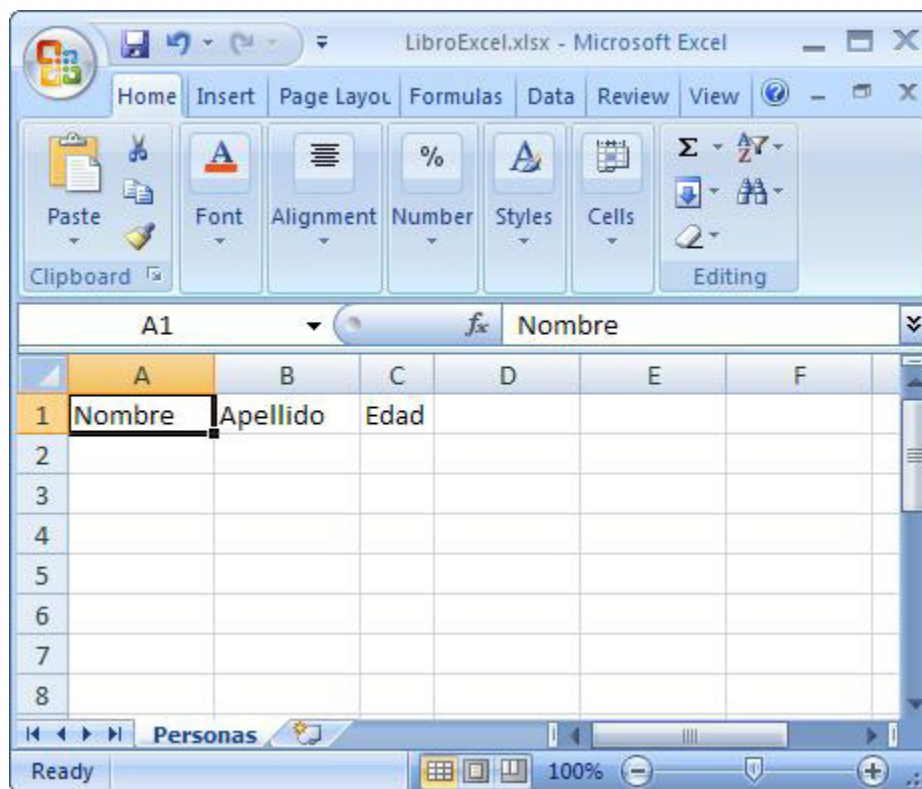 LibroExcel.xlsx - Microsoft Excel
Home Insert Page Layou Formulas Data Review View
Paste Font Alignment Number Styles Cells
Clipboard Editing
A1 fx Nombre
A B C D E F
1 Nombre Apellido Edad
2
3
4
5
6
7
8
Personas
Ready 100%